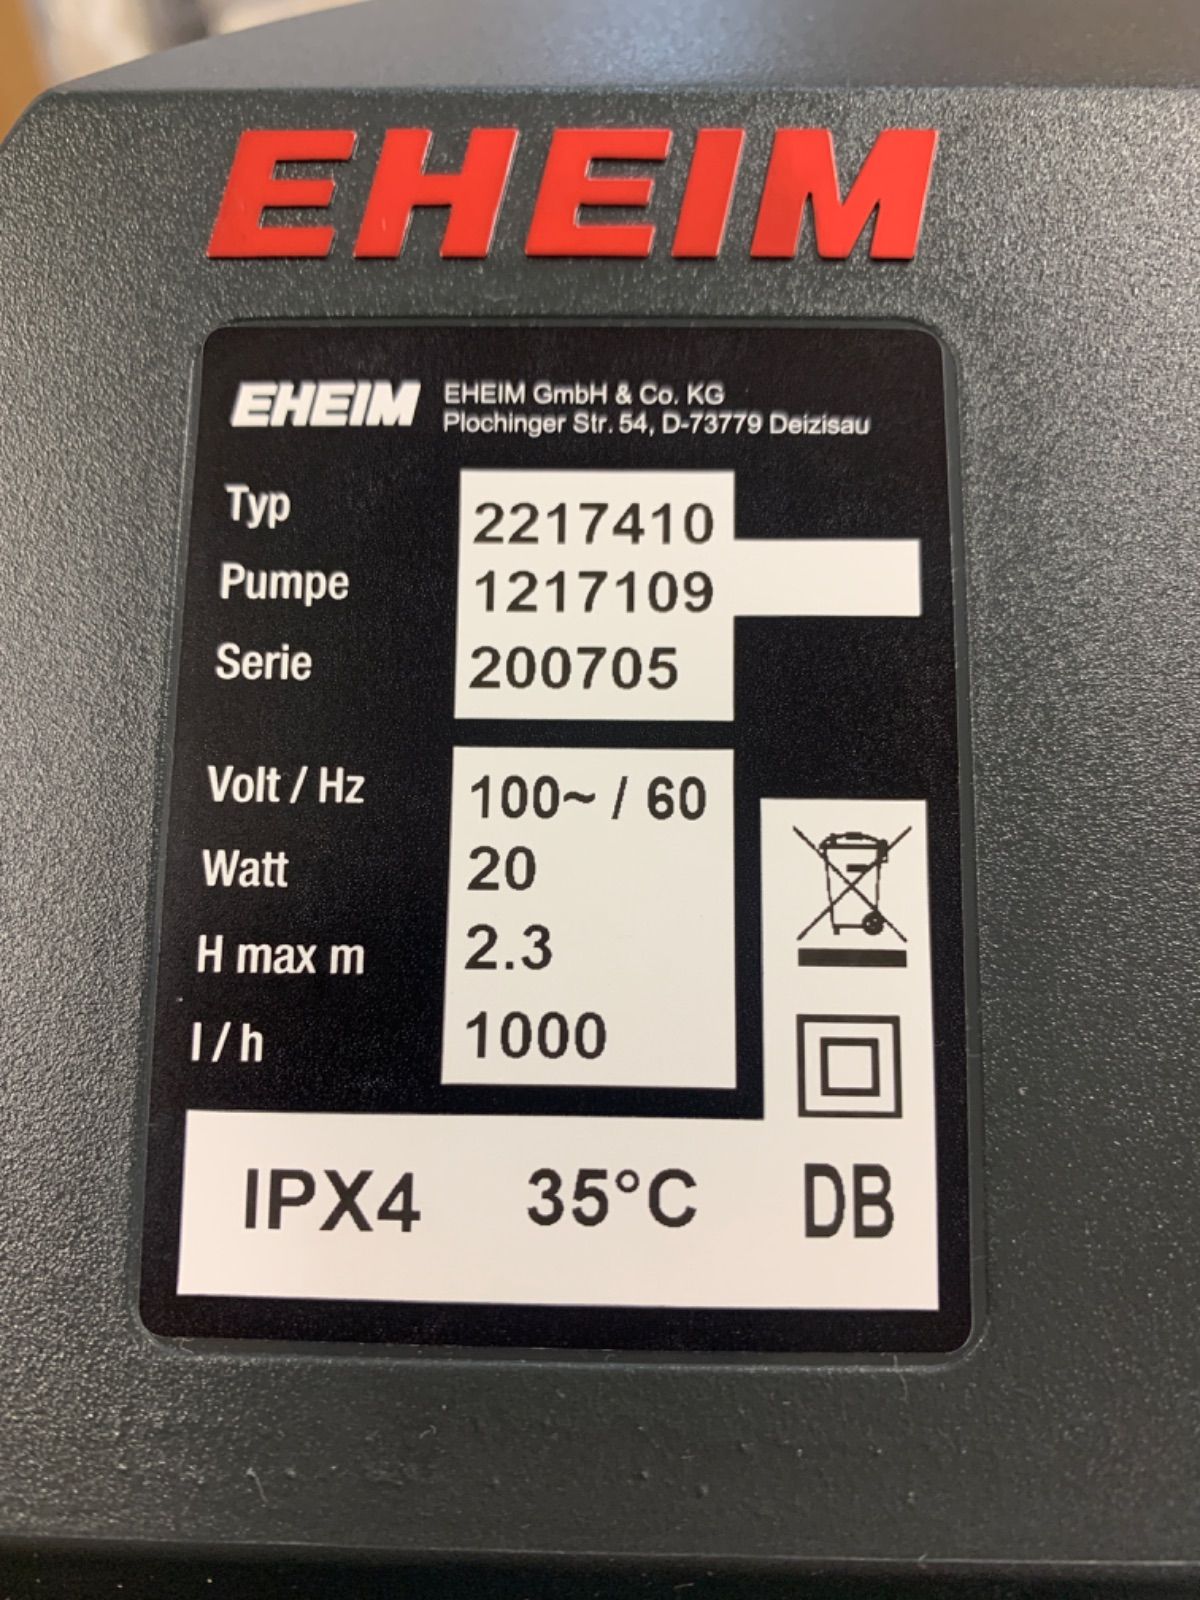 EHEIM
EHEIM
EHEIM GmbH & Co. KG
Plochinger Str. 54, D-73779 Deizisau
Typ 2217410
Pumpe 1217109
Serie 200705
Volt / Hz 100~ / 60
Watt 20
H max m 2.3
l / h 1000
IPX4 35°C DB